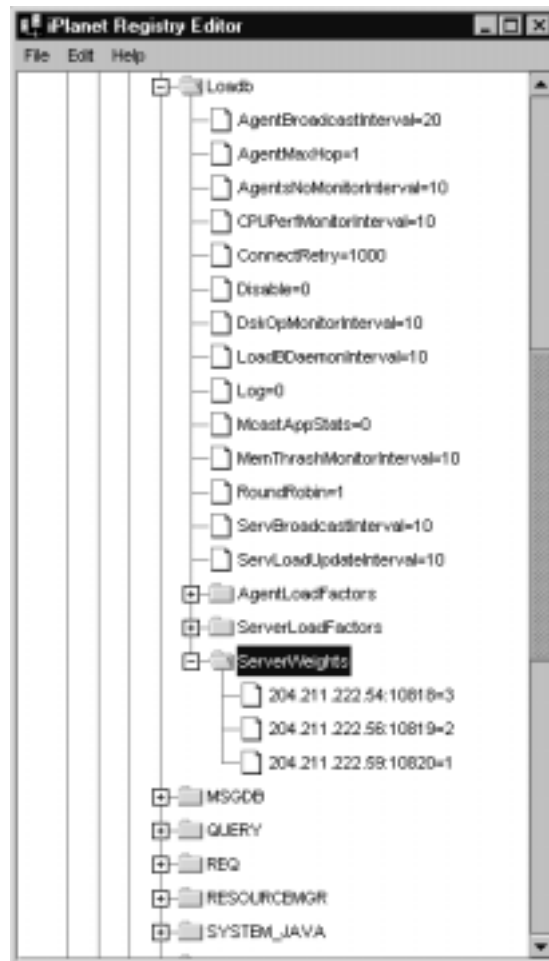 iPlanet Registry Editor
File Edit Help
Loadb
AgentBroadcastInterval=20
AgentMaxHop=1
AgentsNoMonitorInterval=10
CPUPerfMonitorInterval=10
ConnectRetry=1000
Disable=0
DskOpMonitorInterval=10
LoadBDaemonInterval=10
Log=0
McastAppStats=0
MemThrashMonitorInterval=10
RoundRobin=1
ServBroadcastInterval=10
ServLoadUpdateInterval=10
AgentLoadFactors
ServerLoadFactors
ServerWeights
204.211.222.54:10818=3
204.211.222.56:10819=2
204.211.222.59:10820=1
MSGDB
QUERY
REQ
RESOURCEMGR
SYSTEM_JAVA